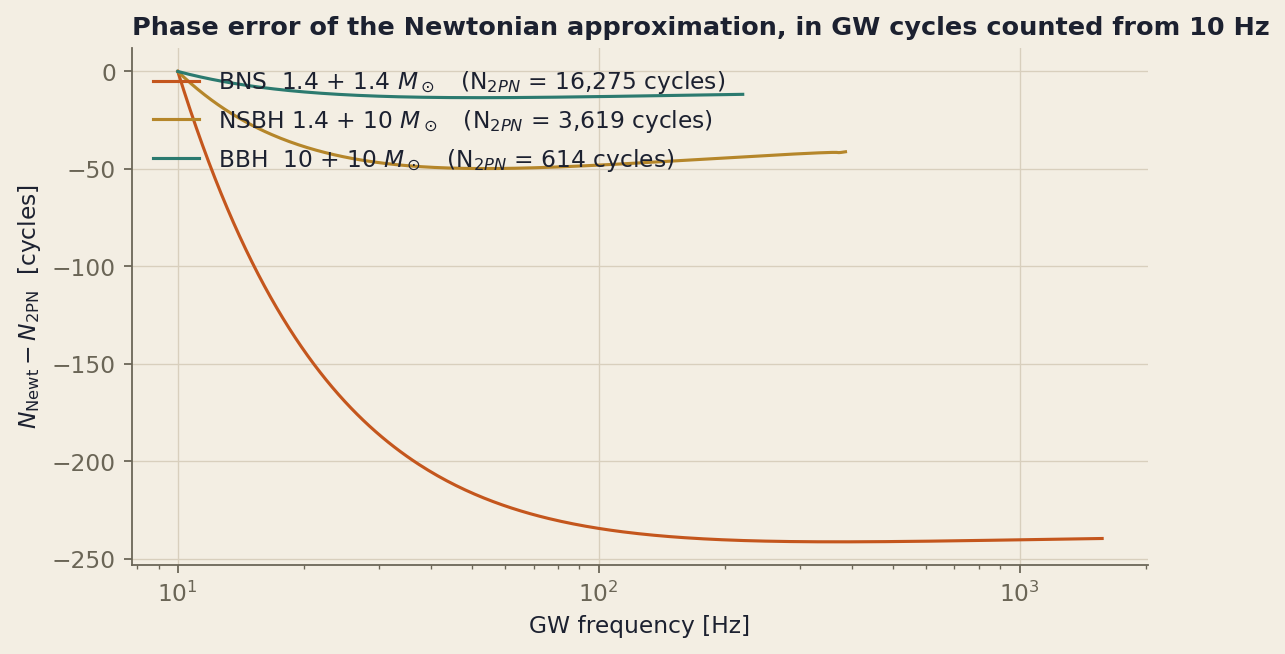 Phase error of the Newtonian approximation, in GW cycles counted from 10 Hz
BNS 1.4 + 1.4 M⊙ (N2PN = 16,275 cycles)
NSBH 1.4 + 10 M⊙ (N2PN = 3,619 cycles)
BBH 10 + 10 M⊙ (N2PN = 614 cycles)
NNewt − N2PN [cycles]
0
−50
−100
−150
−200
−250
10¹
10²
10³
GW frequency [Hz]